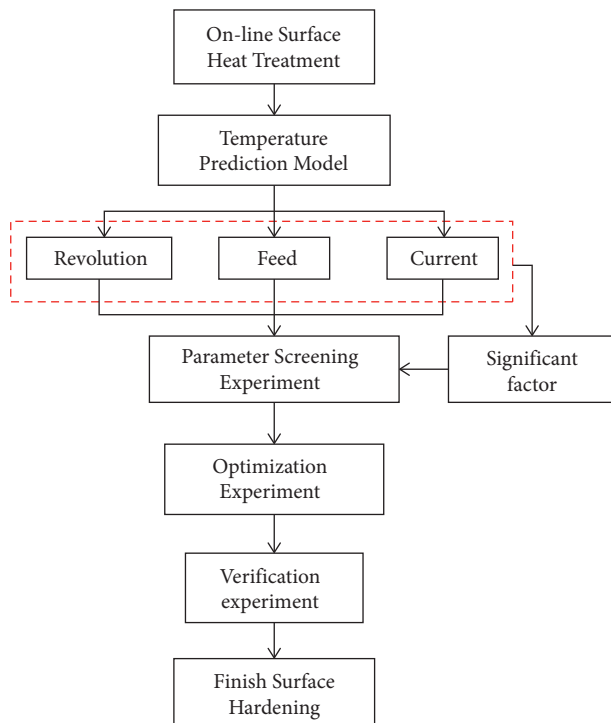 On-line Surface
Heat Treatment
Temperature
Prediction Model
Revolution
Feed
Current
Parameter Screening
Experiment
Significant
factor
Optimization
Experiment
Verification
experiment
Finish Surface
Hardening